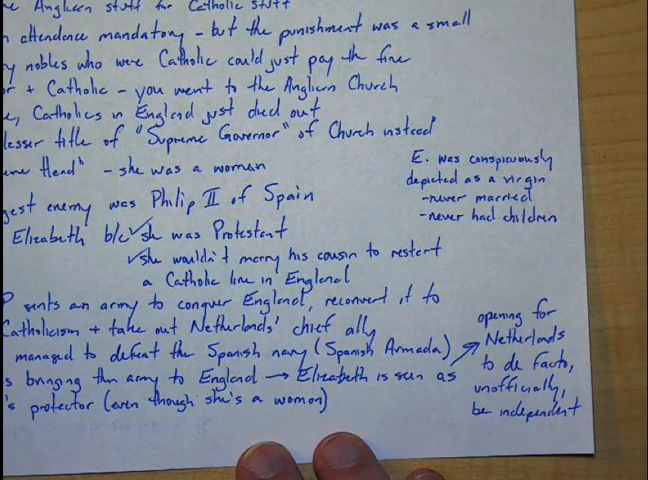 Anglican stuff for Catholic stuff
attendance mandatory - but the punishment was a small
nobles who were Catholic could just pay the fine
+ Catholic - you went to the Anglican Church
Catholics in England just died out
lesser title of "Supreme Governor" of Church instead
Head" - she was a woman
enemy was Philip II of Spain
Elizabeth b/c ✓she was Protestant
✓she wouldn't marry his cousin to restart
a Catholic line in England
sents an army to conquer England, reconvert it to
Catholicism + take out Netherlands' chief ally
managed to defeat the Spanish navy (Spanish Armada)
bringing the army to England → Elizabeth is seen as
's protector (even though she's a woman)
E. was conspicuously
depicted as a virgin
- never married
- never had children
opening for
Netherlands
to de facto,
unofficially,
be independent